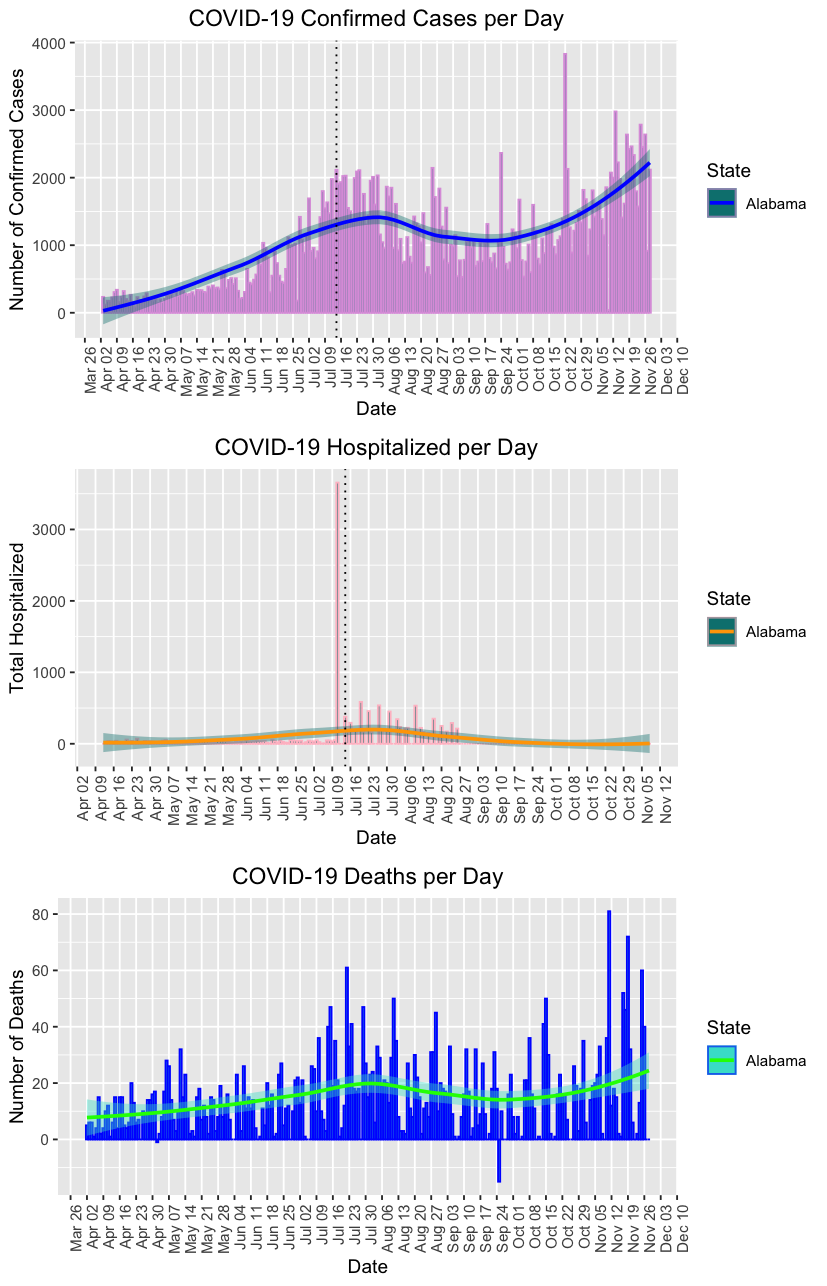 COVID-19 Confirmed Cases per Day
Number of Confirmed Cases
4000
3000
2000
1000
0
Mar 26
Apr 02
Apr 09
Apr 16
Apr 23
Apr 30
May 07
May 14
May 21
May 28
Jun 04
Jun 11
Jun 18
Jun 25
Jul 02
Jul 09
Jul 16
Jul 23
Jul 30
Aug 06
Aug 13
Aug 20
Aug 27
Sep 03
Sep 10
Sep 17
Sep 24
Oct 01
Oct 08
Oct 15
Oct 22
Oct 29
Nov 05
Nov 12
Nov 19
Nov 26
Dec 03
Dec 10
Date
State
Alabama
COVID-19 Hospitalized per Day
Total Hospitalized
3000
2000
1000
0
Apr 02
Apr 09
Apr 16
Apr 23
Apr 30
May 07
May 14
May 21
May 28
Jun 04
Jun 11
Jun 18
Jun 25
Jul 02
Jul 09
Jul 16
Jul 23
Jul 30
Aug 06
Aug 13
Aug 20
Aug 27
Sep 03
Sep 10
Sep 17
Sep 24
Oct 01
Oct 08
Oct 15
Oct 22
Oct 29
Nov 05
Nov 12
Date
State
Alabama
COVID-19 Deaths per Day
Number of Deaths
80
60
40
20
0
Mar 26
Apr 02
Apr 09
Apr 16
Apr 23
Apr 30
May 07
May 14
May 21
May 28
Jun 04
Jun 11
Jun 18
Jun 25
Jul 02
Jul 09
Jul 16
Jul 23
Jul 30
Aug 06
Aug 13
Aug 20
Aug 27
Sep 03
Sep 10
Sep 17
Sep 24
Oct 01
Oct 08
Oct 15
Oct 22
Oct 29
Nov 05
Nov 12
Nov 19
Nov 26
Dec 03
Dec 10
Date
State
Alabama